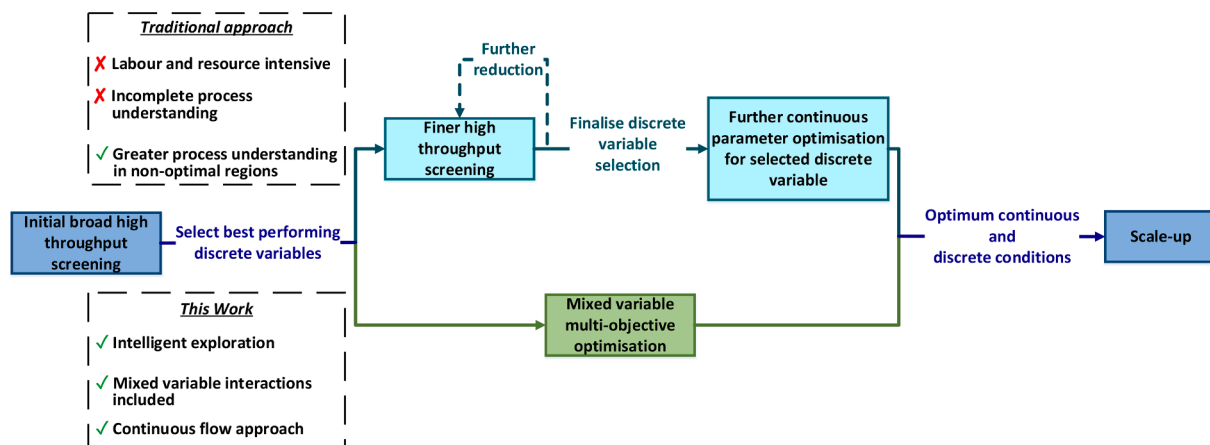 Traditional approach
✗ Labour and resource intensive
✗ Incomplete process
understanding
✓ Greater process understanding
in non-optimal regions
Initial broad high
throughput
screening
Select best performing
discrete variables
Further
reduction
Finer high
throughput
screening
Finalise discrete
variable
selection
Further continuous
parameter optimisation
for selected discrete
variable
Mixed variable
multi-objective
optimisation
Optimum continuous
and
discrete conditions
Scale-up
This Work
✓ Intelligent exploration
✓ Mixed variable interactions
included
✓ Continuous flow approach